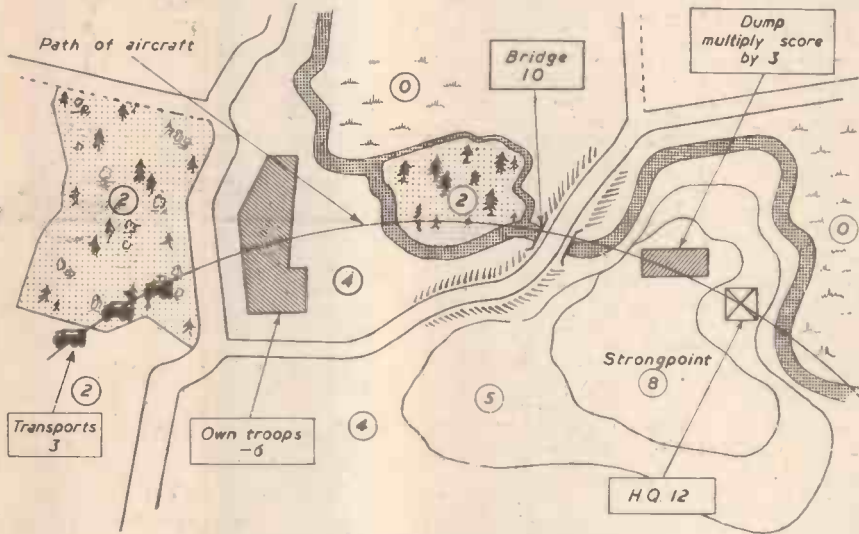 Path of aircraft
Bridge
10
Dump
multiply score
by 3
0
2
2
0
4
Strongpoint
8
2
5
4
Transports
3
Own troops
-6
H.Q. 12